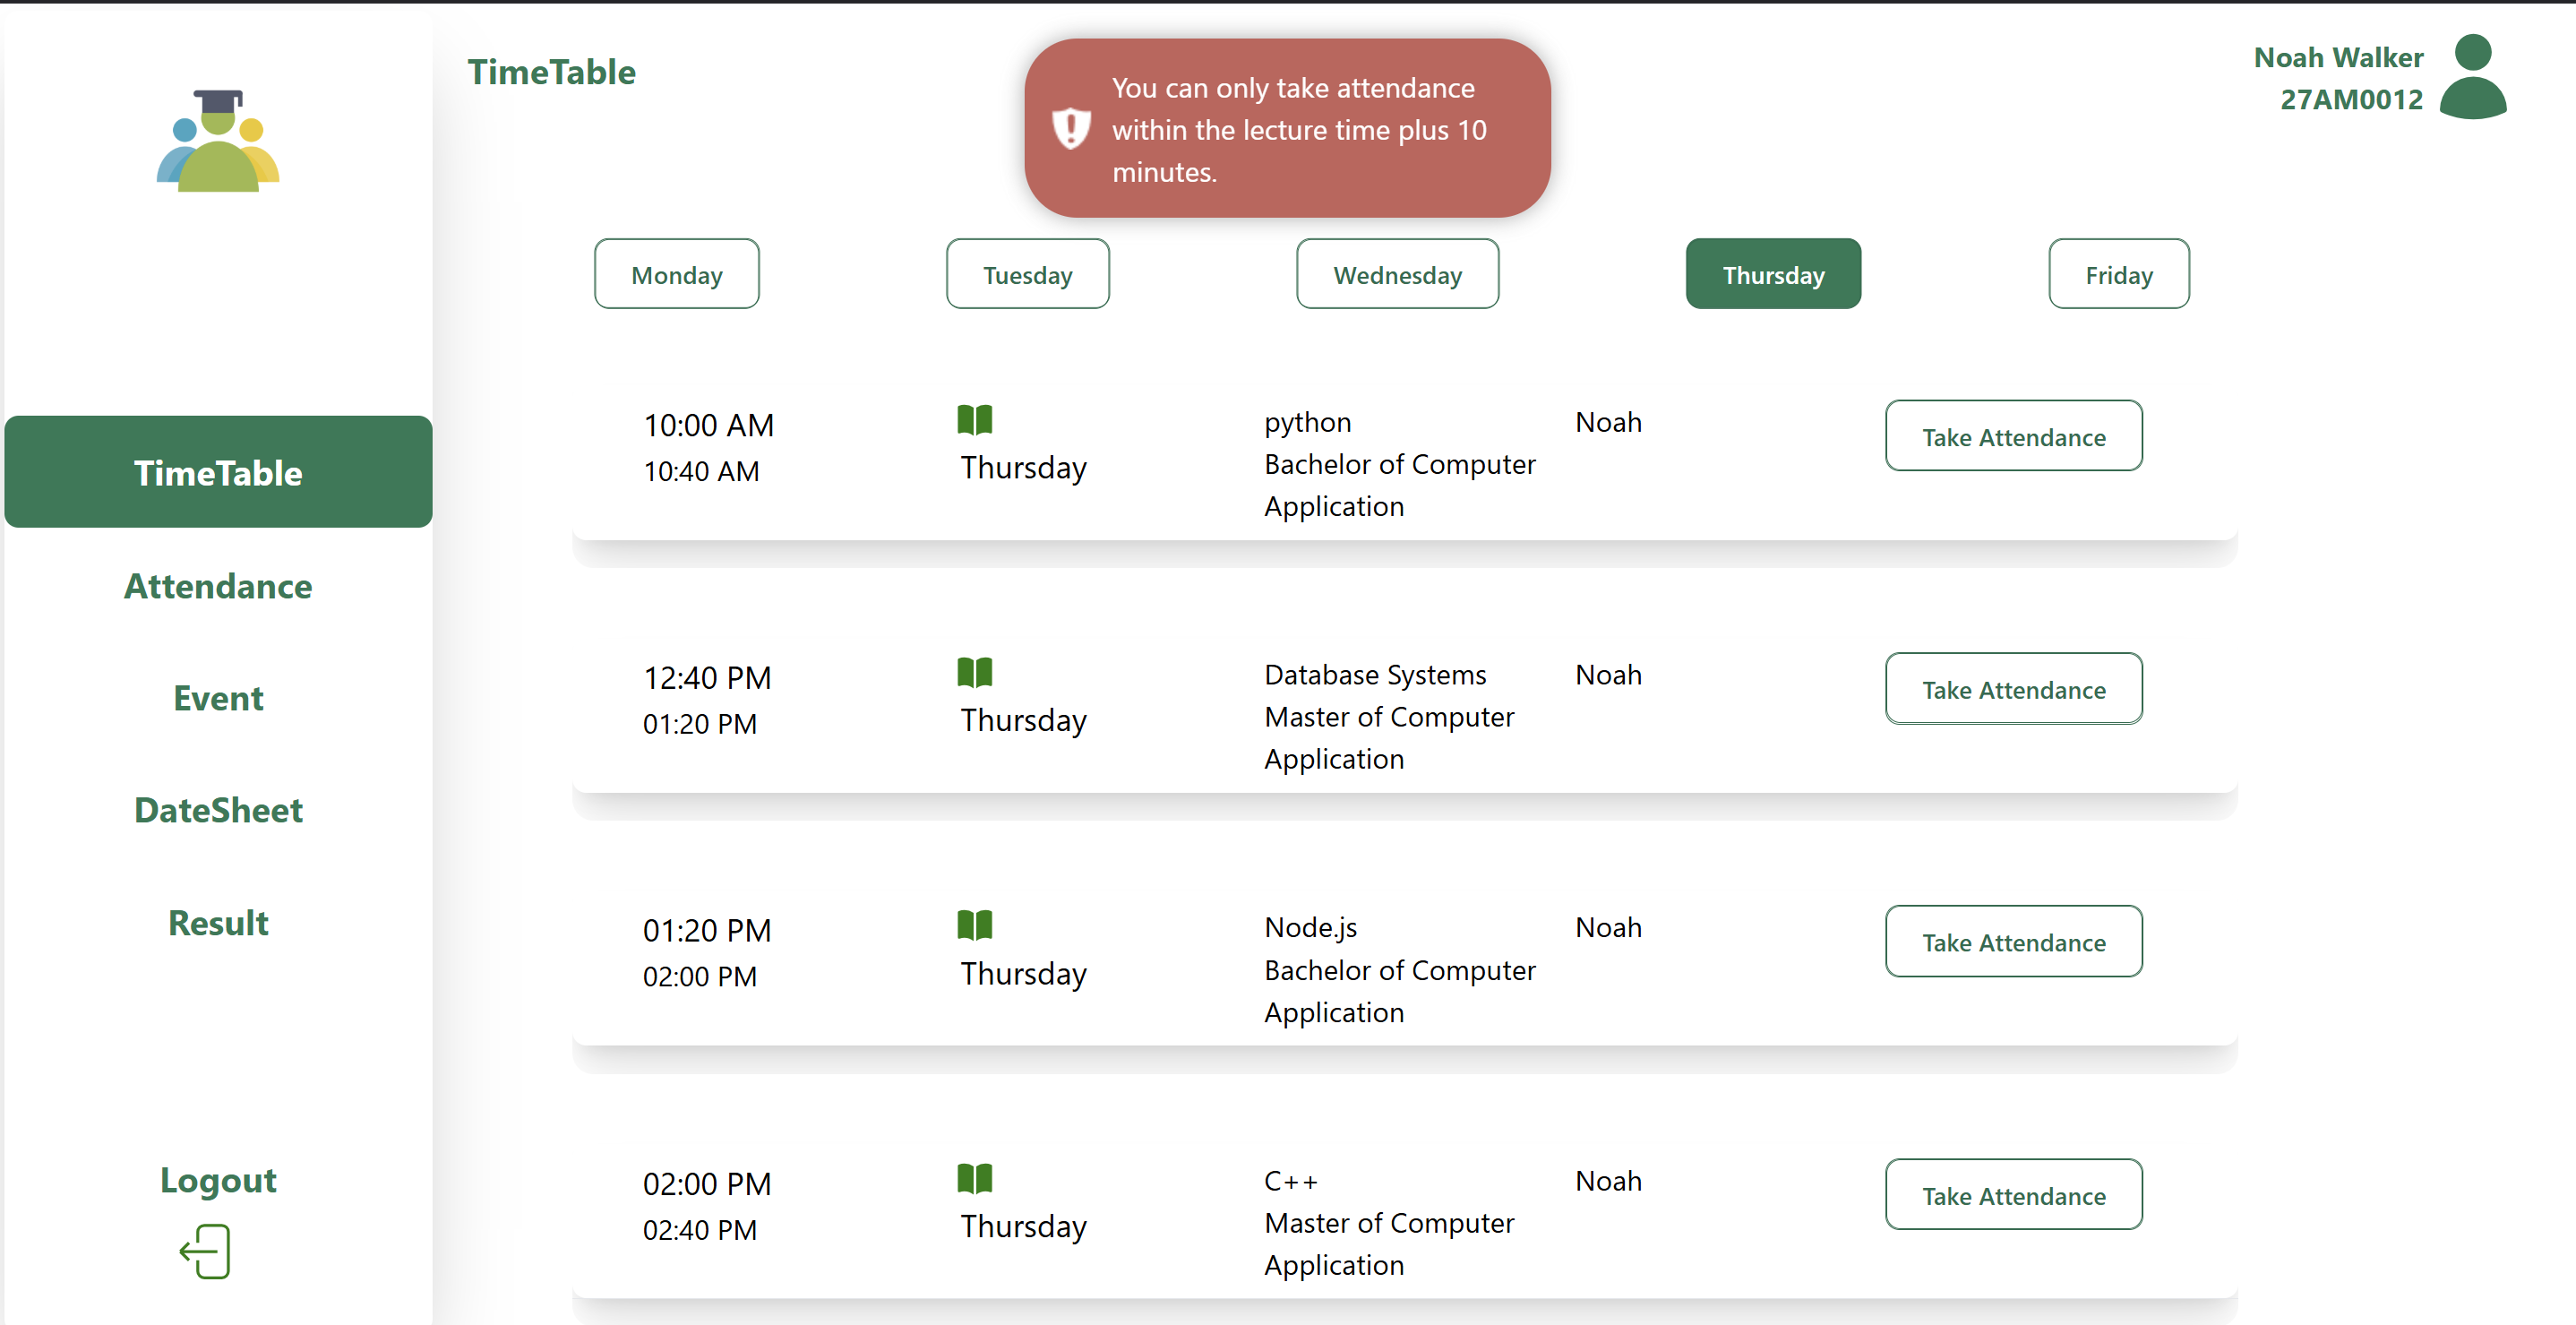 TimeTable
You can only take attendance
within the lecture time plus 10
minutes.
Noah Walker
27AM0012
Monday
Tuesday
Wednesday
Thursday
Friday
TimeTable
Attendance
Event
DateSheet
Result
Logout
10:00 AM
10:40 AM
Thursday
python
Bachelor of Computer
Application
Noah
Take Attendance
12:40 PM
01:20 PM
Thursday
Database Systems
Master of Computer
Application
Noah
Take Attendance
01:20 PM
02:00 PM
Thursday
Node.js
Bachelor of Computer
Application
Noah
Take Attendance
02:00 PM
02:40 PM
Thursday
C++
Master of Computer
Application
Noah
Take Attendance